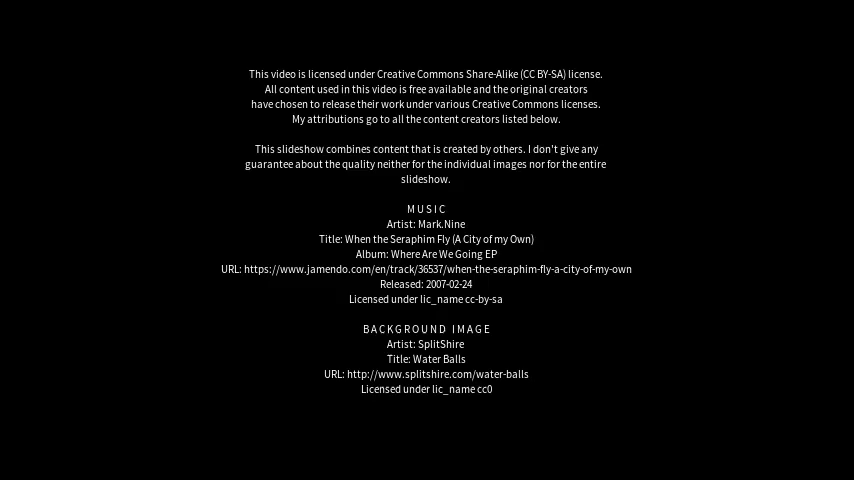 This video is licensed under Creative Commons Share-Alike (CC BY-SA) license.
All content used in this video is free available and the original creators
have chosen to release their work under various Creative Commons licenses.
My attributions go to all the content creators listed below.
This slideshow combines content that is created by others. I don't give any
guarantee about the quality neither for the individual images nor for the entire
slideshow.
MUSIC
Artist: Mark.Nine
Title: When the Seraphim Fly (A City of my Own)
Album: Where Are We Going EP
URL: https://www.jamendo.com/en/track/36537/when-the-seraphim-fly-a-city-of-my-own
Released: 2007-02-24
Licensed under lic_name cc-by-sa
BACKGROUND IMAGE
Artist: SplitShire
Title: Water Balls
URL: http://www.splitshire.com/water-balls
Licensed under lic_name cc0